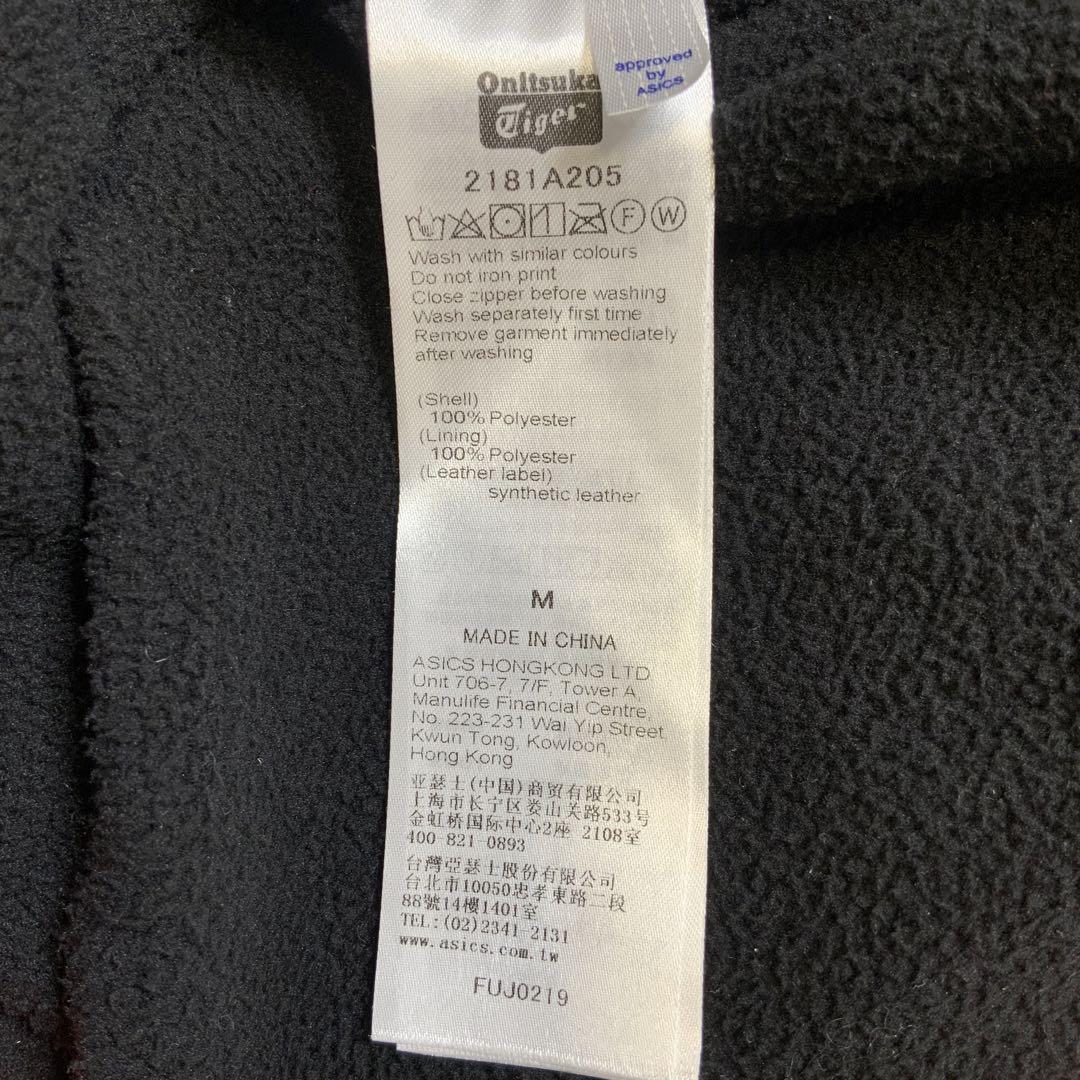 approved
by
ASICS
Onitsuka
Tiger
2181A205
F W
Wash with similar colours
Do not iron print
Close zipper before washing
Wash separately first time
Remove garment immediately
after washing
(Shell)
100% Polyester
(Lining)
100% Polyester
(Leather label)
synthetic leather
M
MADE IN CHINA
ASICS HONGKONG LTD
Unit 706-7, 7/F, Tower A,
Manulife Financial Centre,
No. 223-231 Wai Yip Street
Kwun Tong, Kowloon,
Hong Kong
亚瑟士(中国)商贸有限公司
上海市长宁区娄山关路533号
金虹桥国际中心2座 2108室
400-821-0893
台灣亞瑟士股份有限公司
台北市10050忠孝東路二段
88號14樓1401室
TEL:(02)2341-2131
www.asics.com.tw
FUJ0219